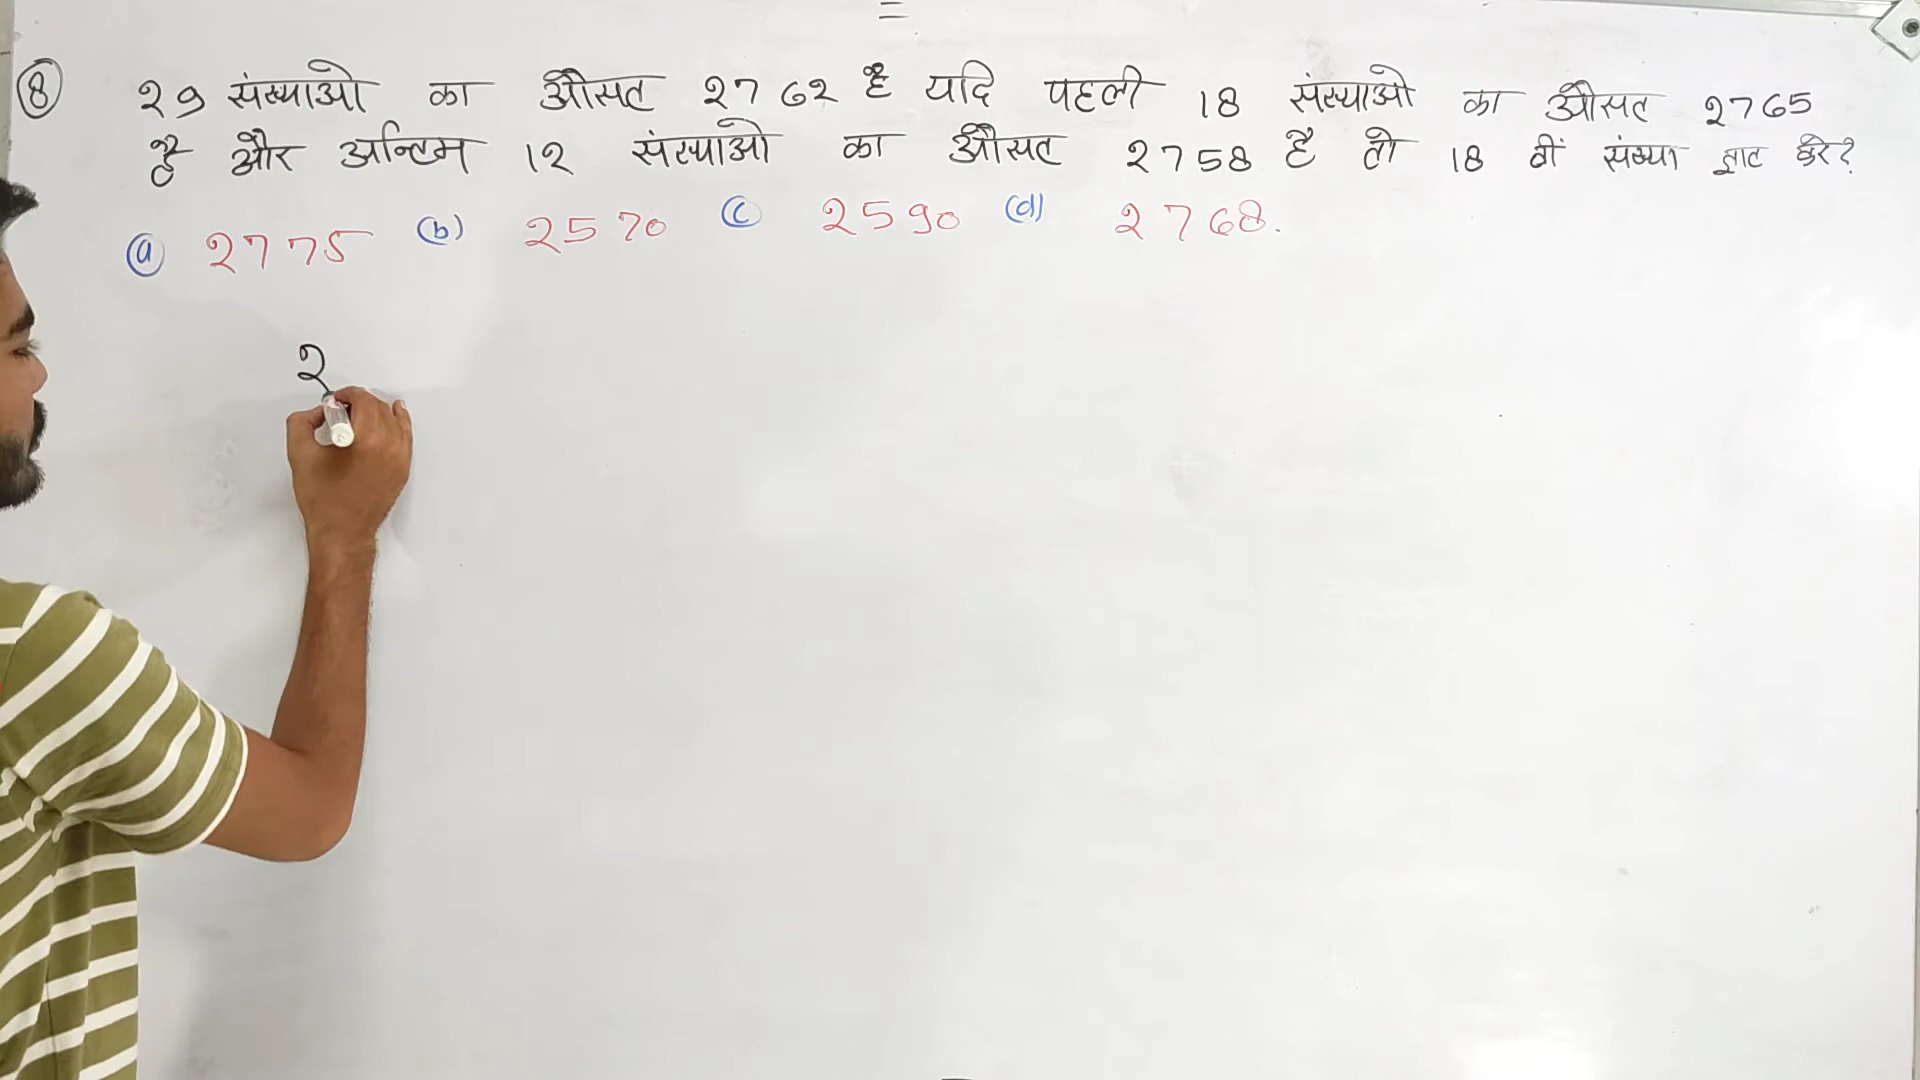 8 29 संख्याओ का औसत 2762 है यदि पहली 18 संख्याओ का औसत 2765
है और अन्तिम 12 संख्याओ का औसत 2758 है तो 18 वीं संख्या ज्ञात करे?
(a) 2775 (b) 2570 (c) 2590 (d) 2768.
2